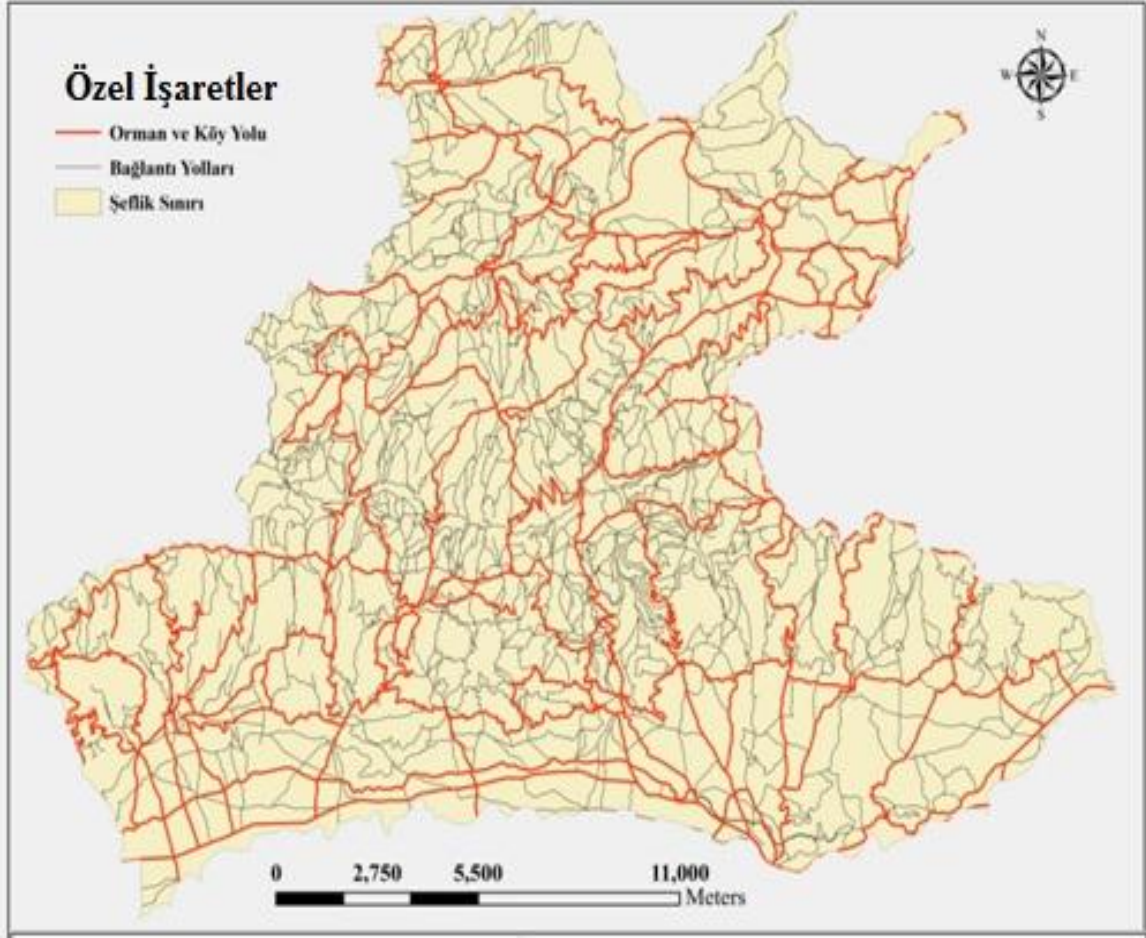 Özel İşaretler
Orman ve Köy Yolu
Bağlantı Yolları
Şeflik Sınırı
N
W E
S
0 2,750 5,500 11,000
Meters